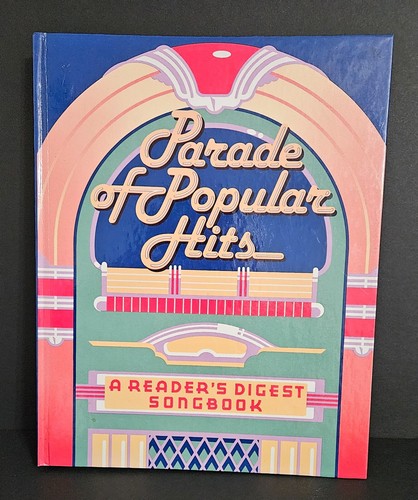 Parade
of Popular
Hits
A READER'S DIGEST
SONGBOOK